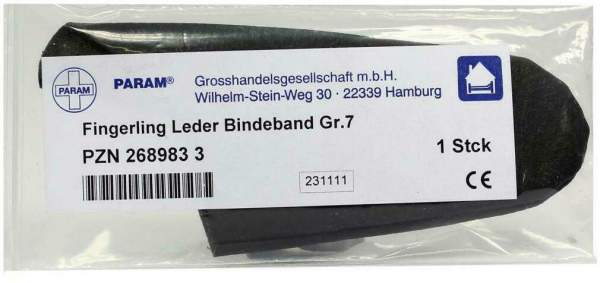 PARAM
PARAM® Grosshandelsgesellschaft m.b.H.
Wilhelm-Stein-Weg 30 · 22339 Hamburg
Fingerling Leder Bindeband Gr.7
PZN 268983 3 1 Stck
231111 CE